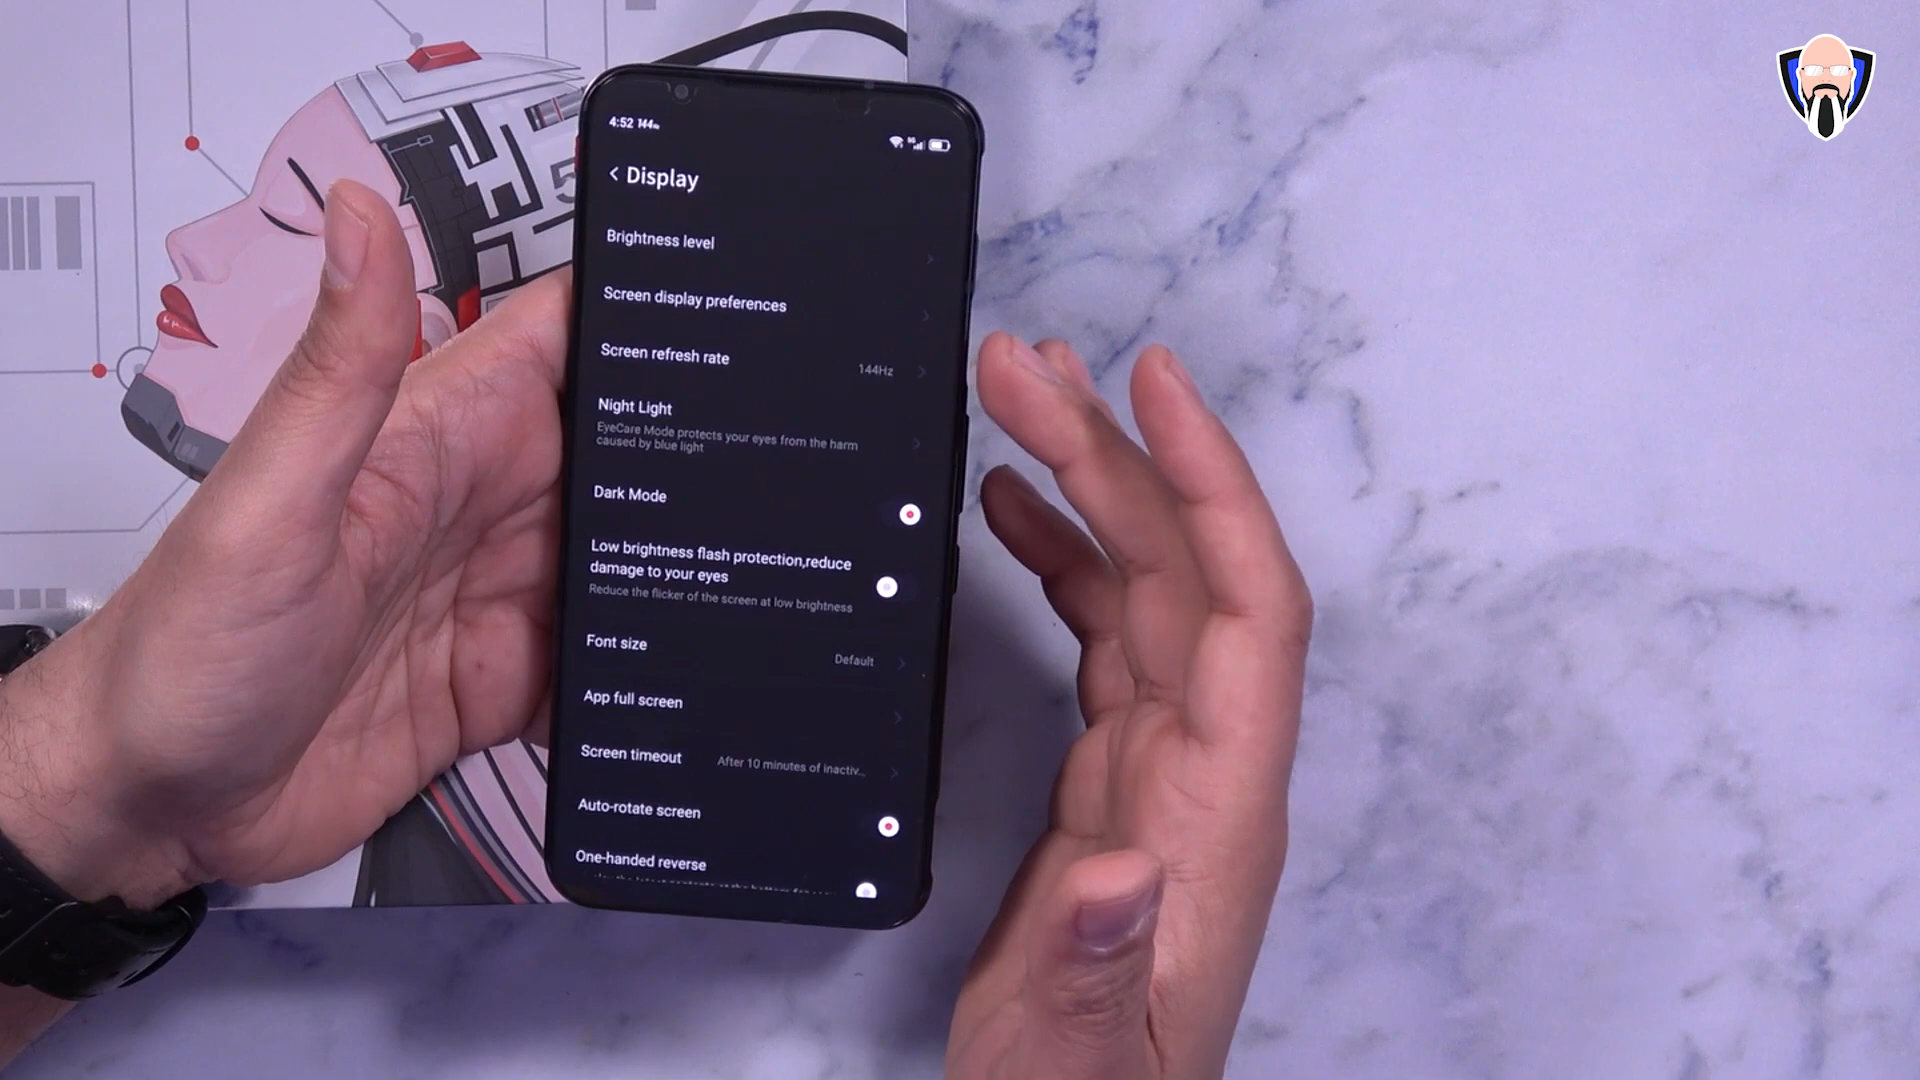 4:52 144Hz
5G
Display
Brightness level
Screen display preferences
Screen refresh rate
144Hz
Night Light
EyeCare Mode protects your eyes from the harm
caused by blue light
Dark Mode
Low brightness flash protection,reduce
damage to your eyes
Reduce the flicker of the screen at low brightness
Font size
Default
App full screen
Screen timeout
After 10 minutes of inactiv...
Auto-rotate screen
One-handed reverse
5